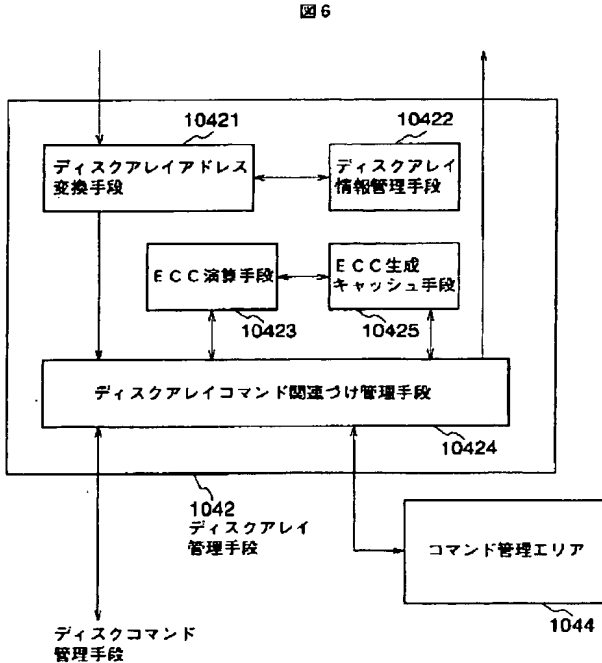 図6
10421
10422
ディスクアレイアドレス
変換手段
ディスクアレイ
情報管理手段
ECC演算手段
ECC生成
キャッシュ手段
10423
10425
ディスクアレイコマンド関連づけ管理手段
10424
1042
ディスクアレイ
管理手段
コマンド管理エリア
1044
ディスクコマンド
管理手段